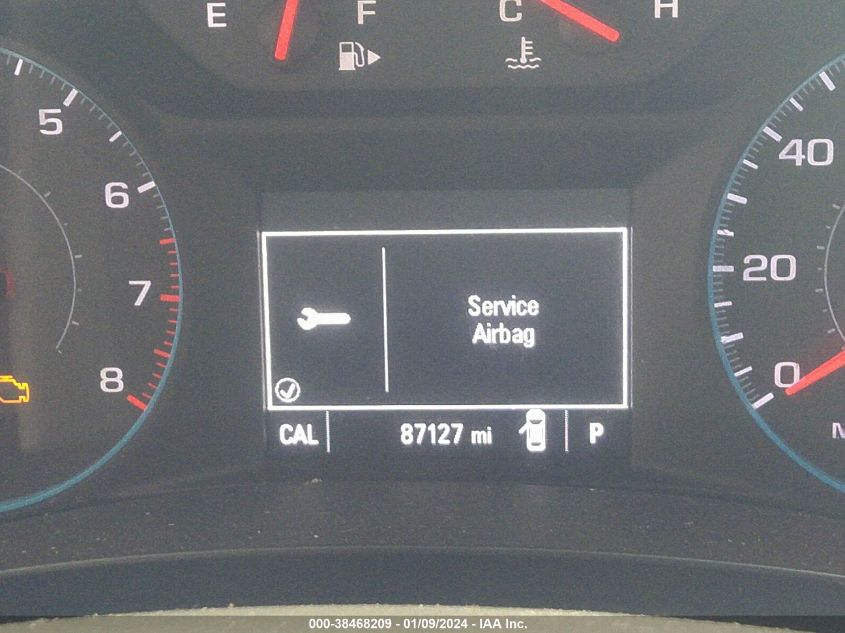 E F C H
5
6
7
8
40
20
0
Service
Airbag
CAL 87127 mi P
000-38468209 - 01/09/2024 - IAA Inc.